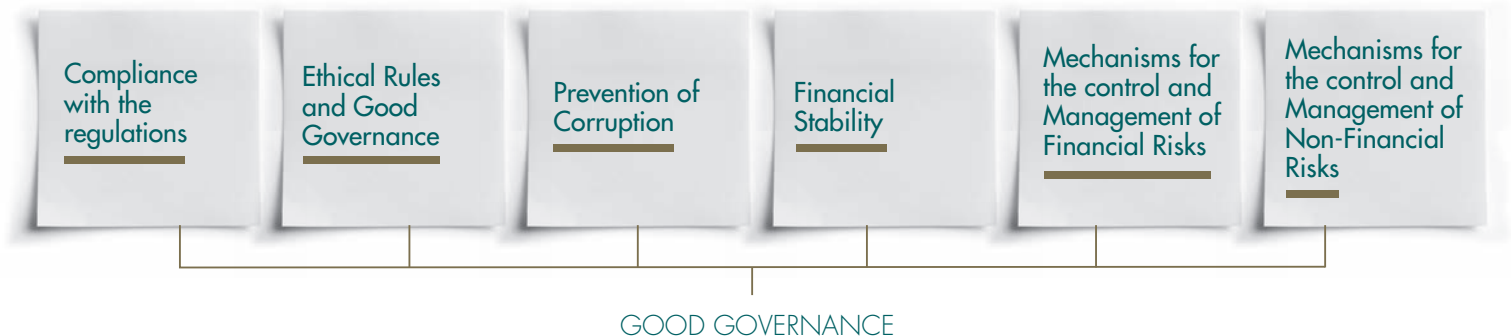 Compliance
with the
regulations
Ethical Rules
and Good
Governance
Prevention of
Corruption
Financial
Stability
Mechanisms for
the control and
Management of
Financial Risks
Mechanisms for
the control and
Management of
Non-Financial
Risks
GOOD GOVERNANCE